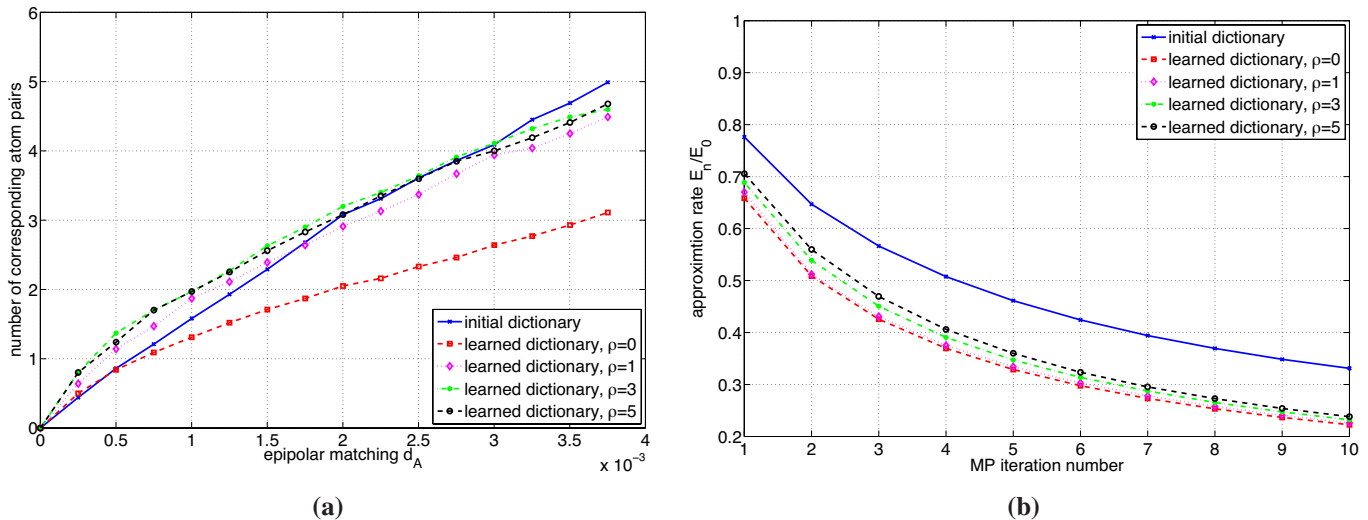 6
5
4
3
2
1
0
number of corresponding atom pairs
0
0.5
1
1.5
2
2.5
3
3.5
4
x 10⁻³
epipolar matching d_A
initial dictionary
learned dictionary, ρ=0
learned dictionary, ρ=1
learned dictionary, ρ=3
learned dictionary, ρ=5
(a)
1
0.9
0.8
0.7
0.6
0.5
0.4
0.3
0.2
approximtion rate E_n/E_0
1
2
3
4
5
6
7
8
9
10
MP iteration number
initial dictionary
learned dictionary, ρ=0
learned dictionary, ρ=1
learned dictionary, ρ=3
learned dictionary, ρ=5
(b)